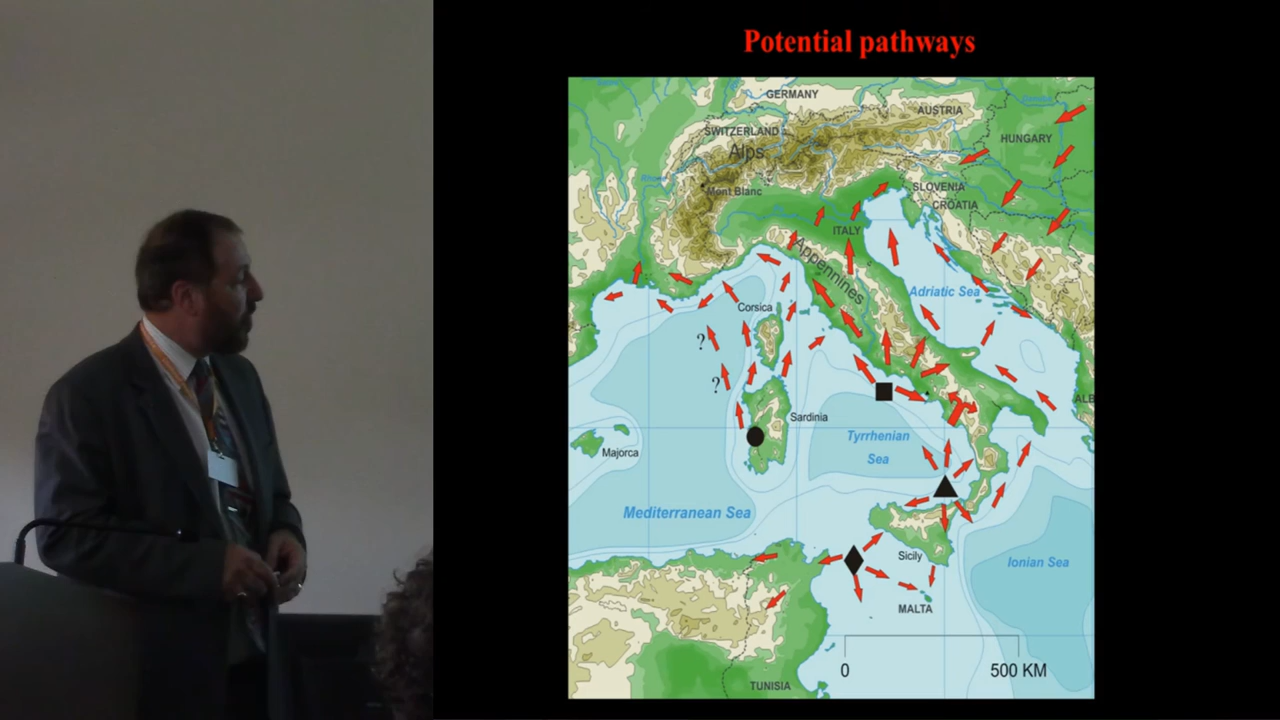 Potential pathways
GERMANY
AUSTRIA
SWITZERLAND
HUNGARY
Alps
Mont Blanc
SLOVENIA
CROATIA
ITALY
Appennines
Adriatic Sea
Corsica
?
?
ALB
Sardinia
Tyrrhenian
Sea
Majorca
Mediterranean Sea
Sicily
Ionian Sea
MALTA
0
500 KM
TUNISIA